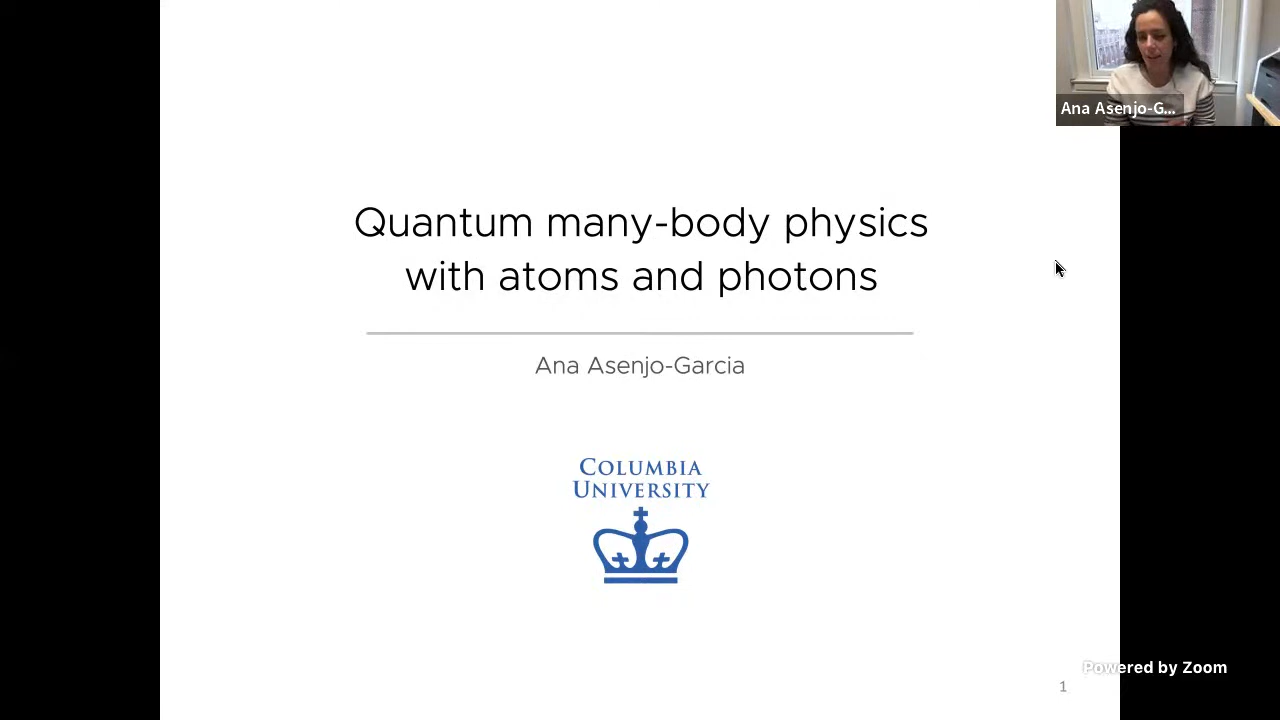 Ana Asenjo-G...
Quantum many-body physics
with atoms and photons
Ana Asenjo-Garcia
COLUMBIA
UNIVERSITY
Powered by Zoom
1